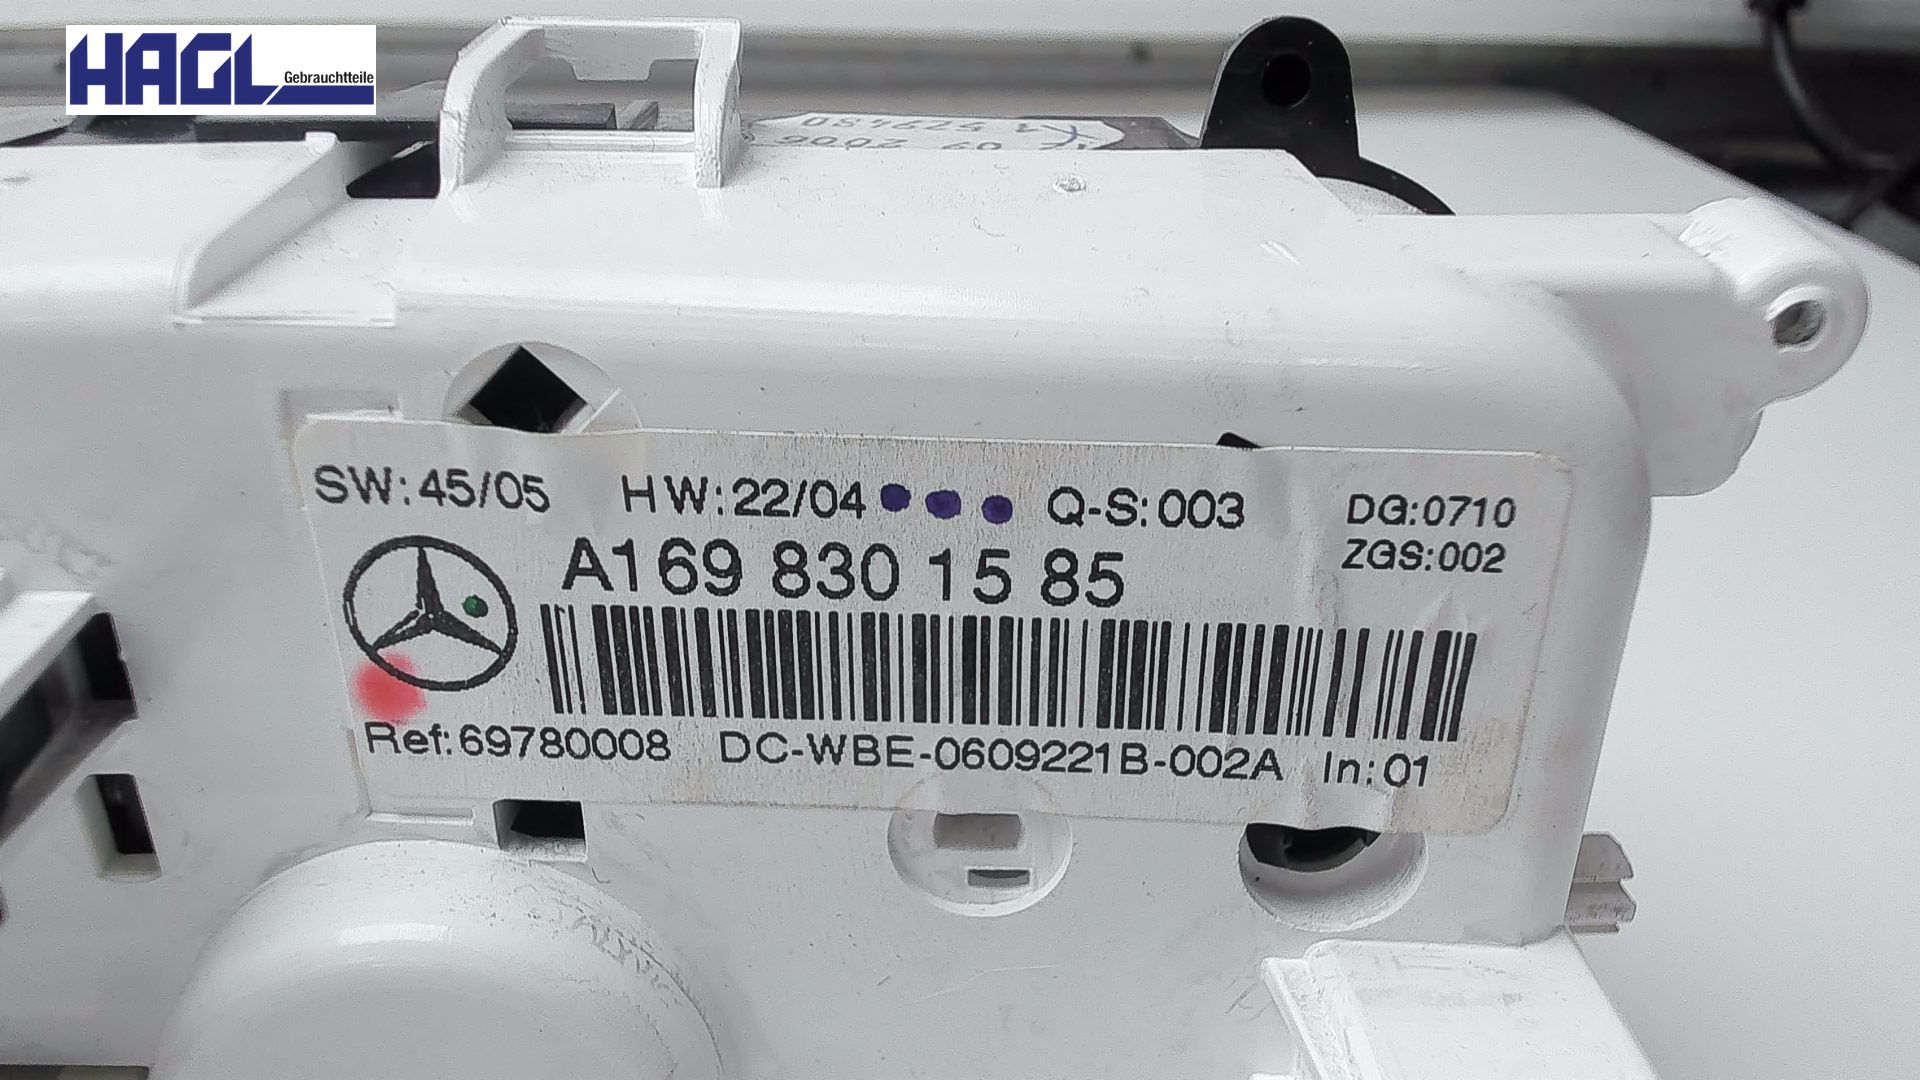 HAGL
Gebrauchtteile
SW:45/05 HW:22/04 Q-S:003 DG:0710
ZGS:002
A169 830 15 85
Ref:69780008 DC-WBE-0609221B-002A In:01